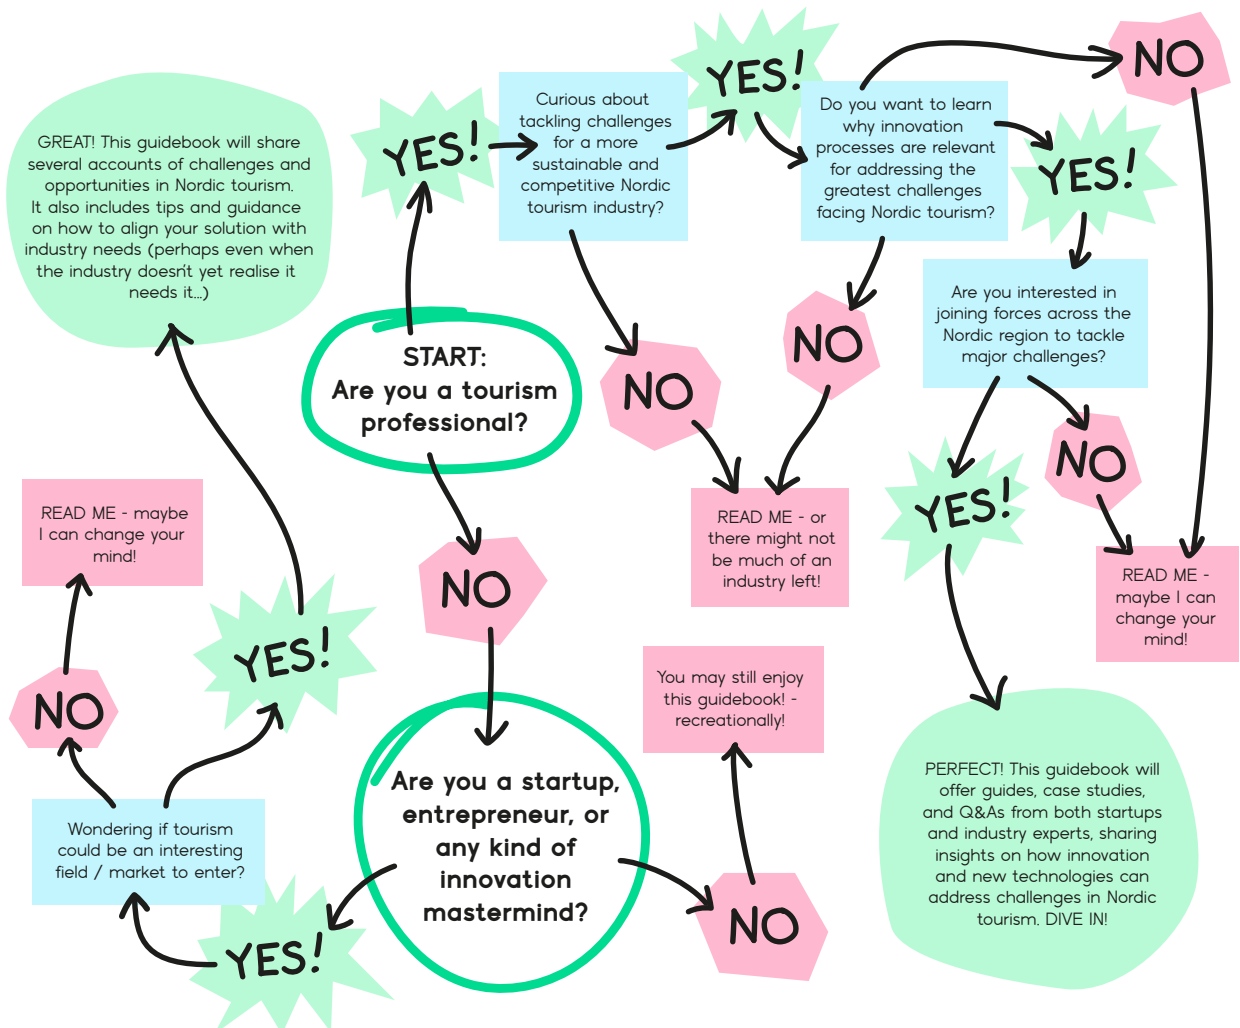 START:
Are you a tourism
professional?
YES!
Curious about
tackling challenges
for a more
sustainable and
competitive Nordic
tourism industry?
YES!
Do you want to learn
why innovation
processes are relevant
for addressing the
greatest challenges
facing Nordic tourism?
NO
YES!
Are you interested in
joining forces across the
Nordic region to tackle
major challenges?
NO
NO
READ ME - or
there might not
be much of an
industry left!
YES!
NO
READ ME -
maybe I can
change your
mind!
PERFECT! This guidebook will
offer guides, case studies,
and Q&As from both startups
and industry experts, sharing
insights on how innovation
and new technologies can
address challenges in Nordic
tourism. DIVE IN!
NO
Are you a startup,
entrepreneur, or
any kind of
innovation
mastermind?
NO
You may still enjoy
this guidebook! -
recreationally!
YES!
Wondering if tourism
could be an interesting
field / market to enter?
NO
READ ME - maybe
I can change your
mind!
YES!
GREAT! This guidebook will share
several accounts of challenges and
opportunities in Nordic tourism.
It also includes tips and guidance
on how to align your solution with
industry needs (perhaps even when
the industry doesn't yet realise it
needs it...)